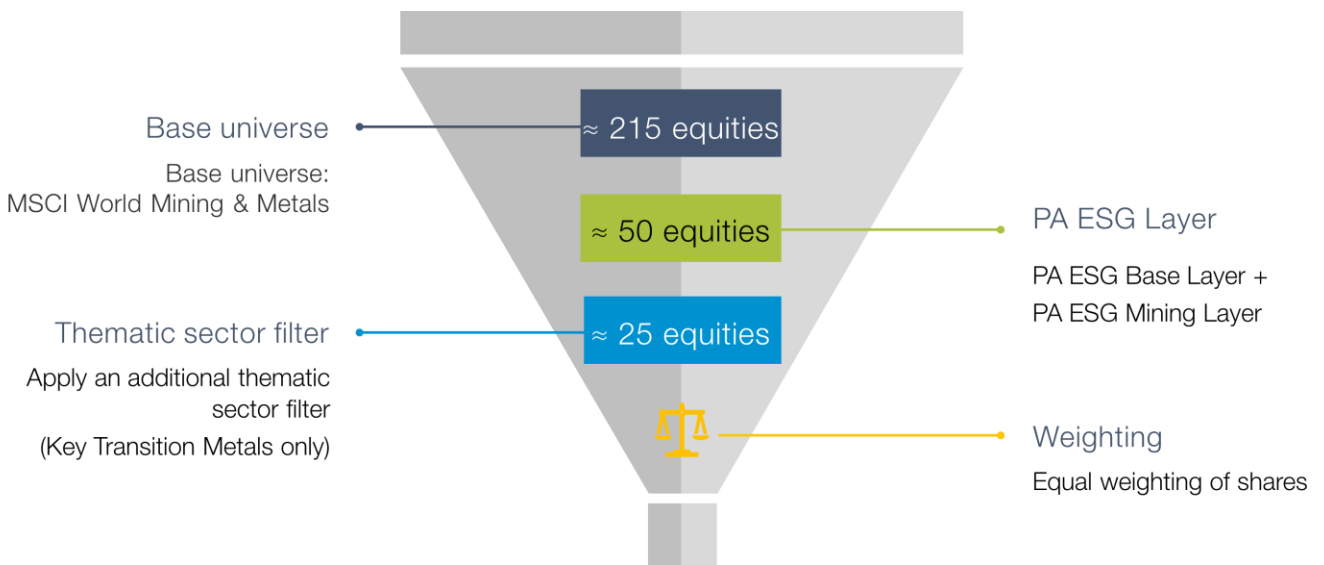 Base universe
Base universe:
MSCI World Mining & Metals
≈ 215 equities
≈ 50 equities
PA ESG Layer
PA ESG Base Layer +
PA ESG Mining Layer
Thematic sector filter
Apply an additional thematic
sector filter
(Key Transition Metals only)
≈ 25 equities
Weighting
Equal weighting of shares